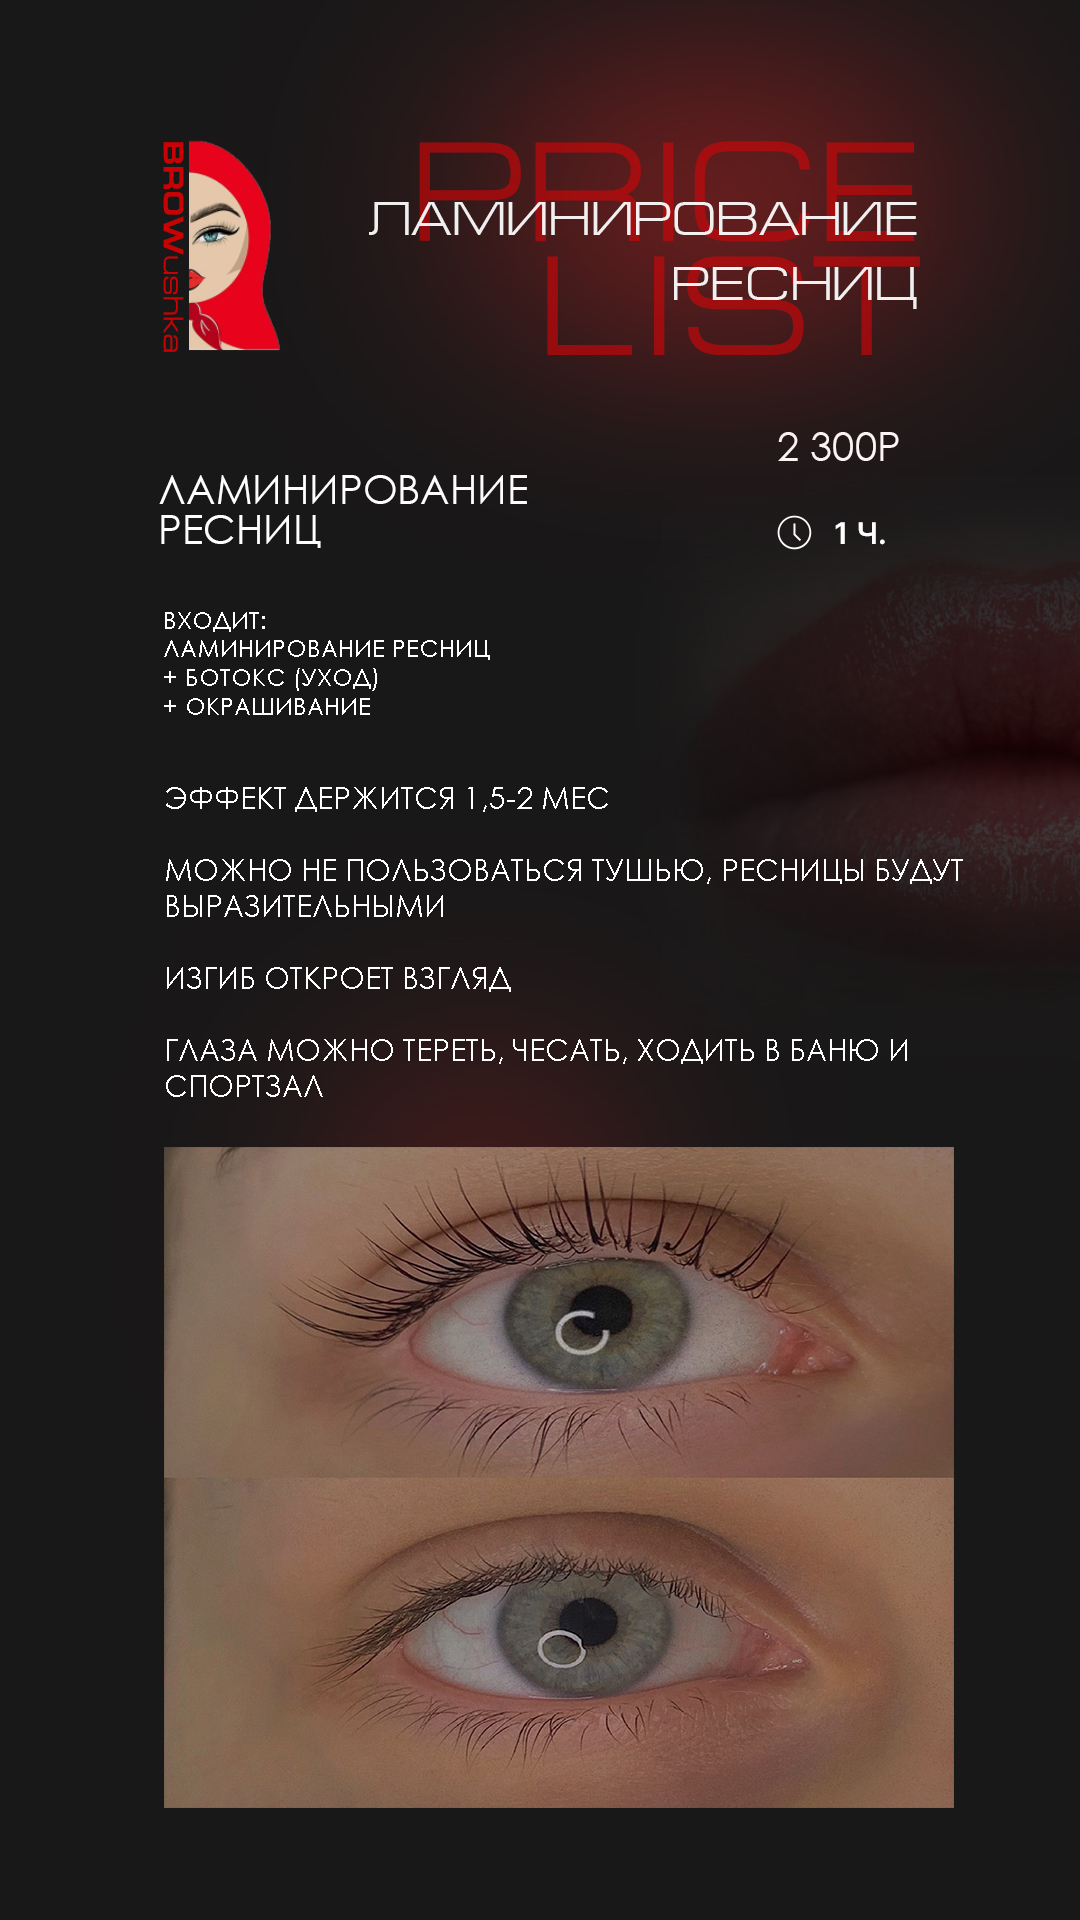 BROWushka
PRICE
LIST
ЛАМИНИРОВАНИЕ
РЕСНИЦ
2 300Р
ЛАМИНИРОВАНИЕ
РЕСНИЦ
1 Ч.
ВХОДИТ:
ЛАМИНИРОВАНИЕ РЕСНИЦ
+ БОТОКС (УХОД)
+ ОКРАШИВАНИЕ
ЭФФЕКТ ДЕРЖИТСЯ 1,5-2 МЕС
МОЖНО НЕ ПОЛЬЗОВАТЬСЯ ТУШЬЮ, РЕСНИЦЫ БУДУТ
ВЫРАЗИТЕЛЬНЫМИ
ИЗГИБ ОТКРОЕТ ВЗГЛЯД
ГЛАЗА МОЖНО ТЕРЕТЬ, ЧЕСАТЬ, ХОДИТЬ В БАНЮ И
СПОРТЗАЛ